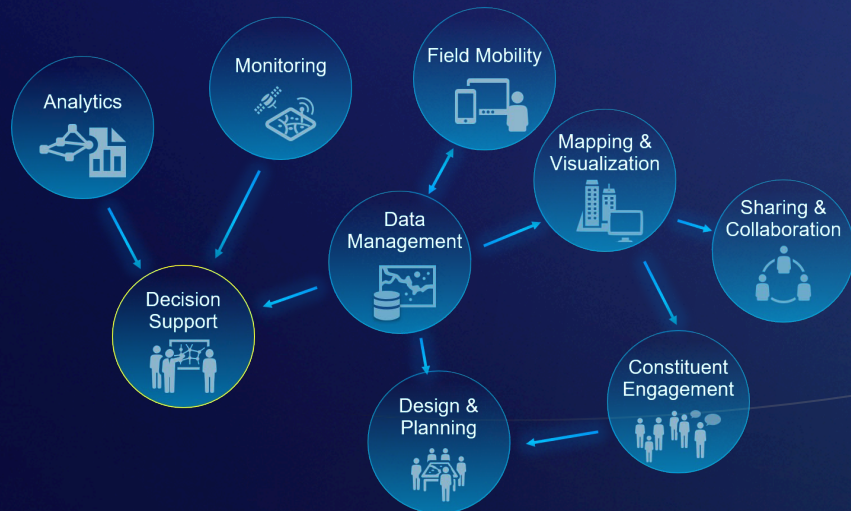 Analytics
Monitoring
Field Mobility
Mapping &
Visualization
Sharing &
Collaboration
Data
Management
Decision
Support
Constituent
Engagement
Design &
Planning